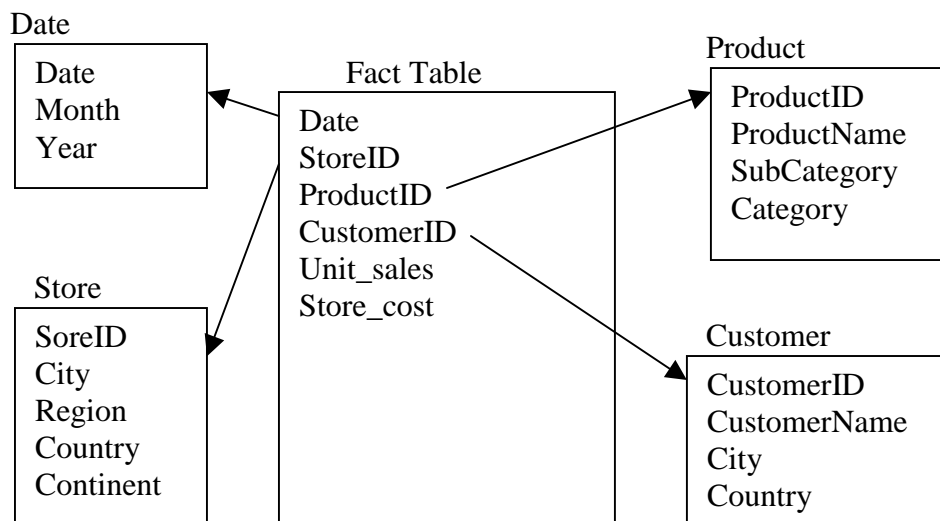 Date
Date
Month
Year
Fact Table
Date
StoreID
ProductID
CustomerID
Unit_sales
Store_cost
Product
ProductID
ProductName
SubCategory
Category
Store
SoreID
City
Region
Country
Continent
Customer
CustomerID
CustomerName
City
Country